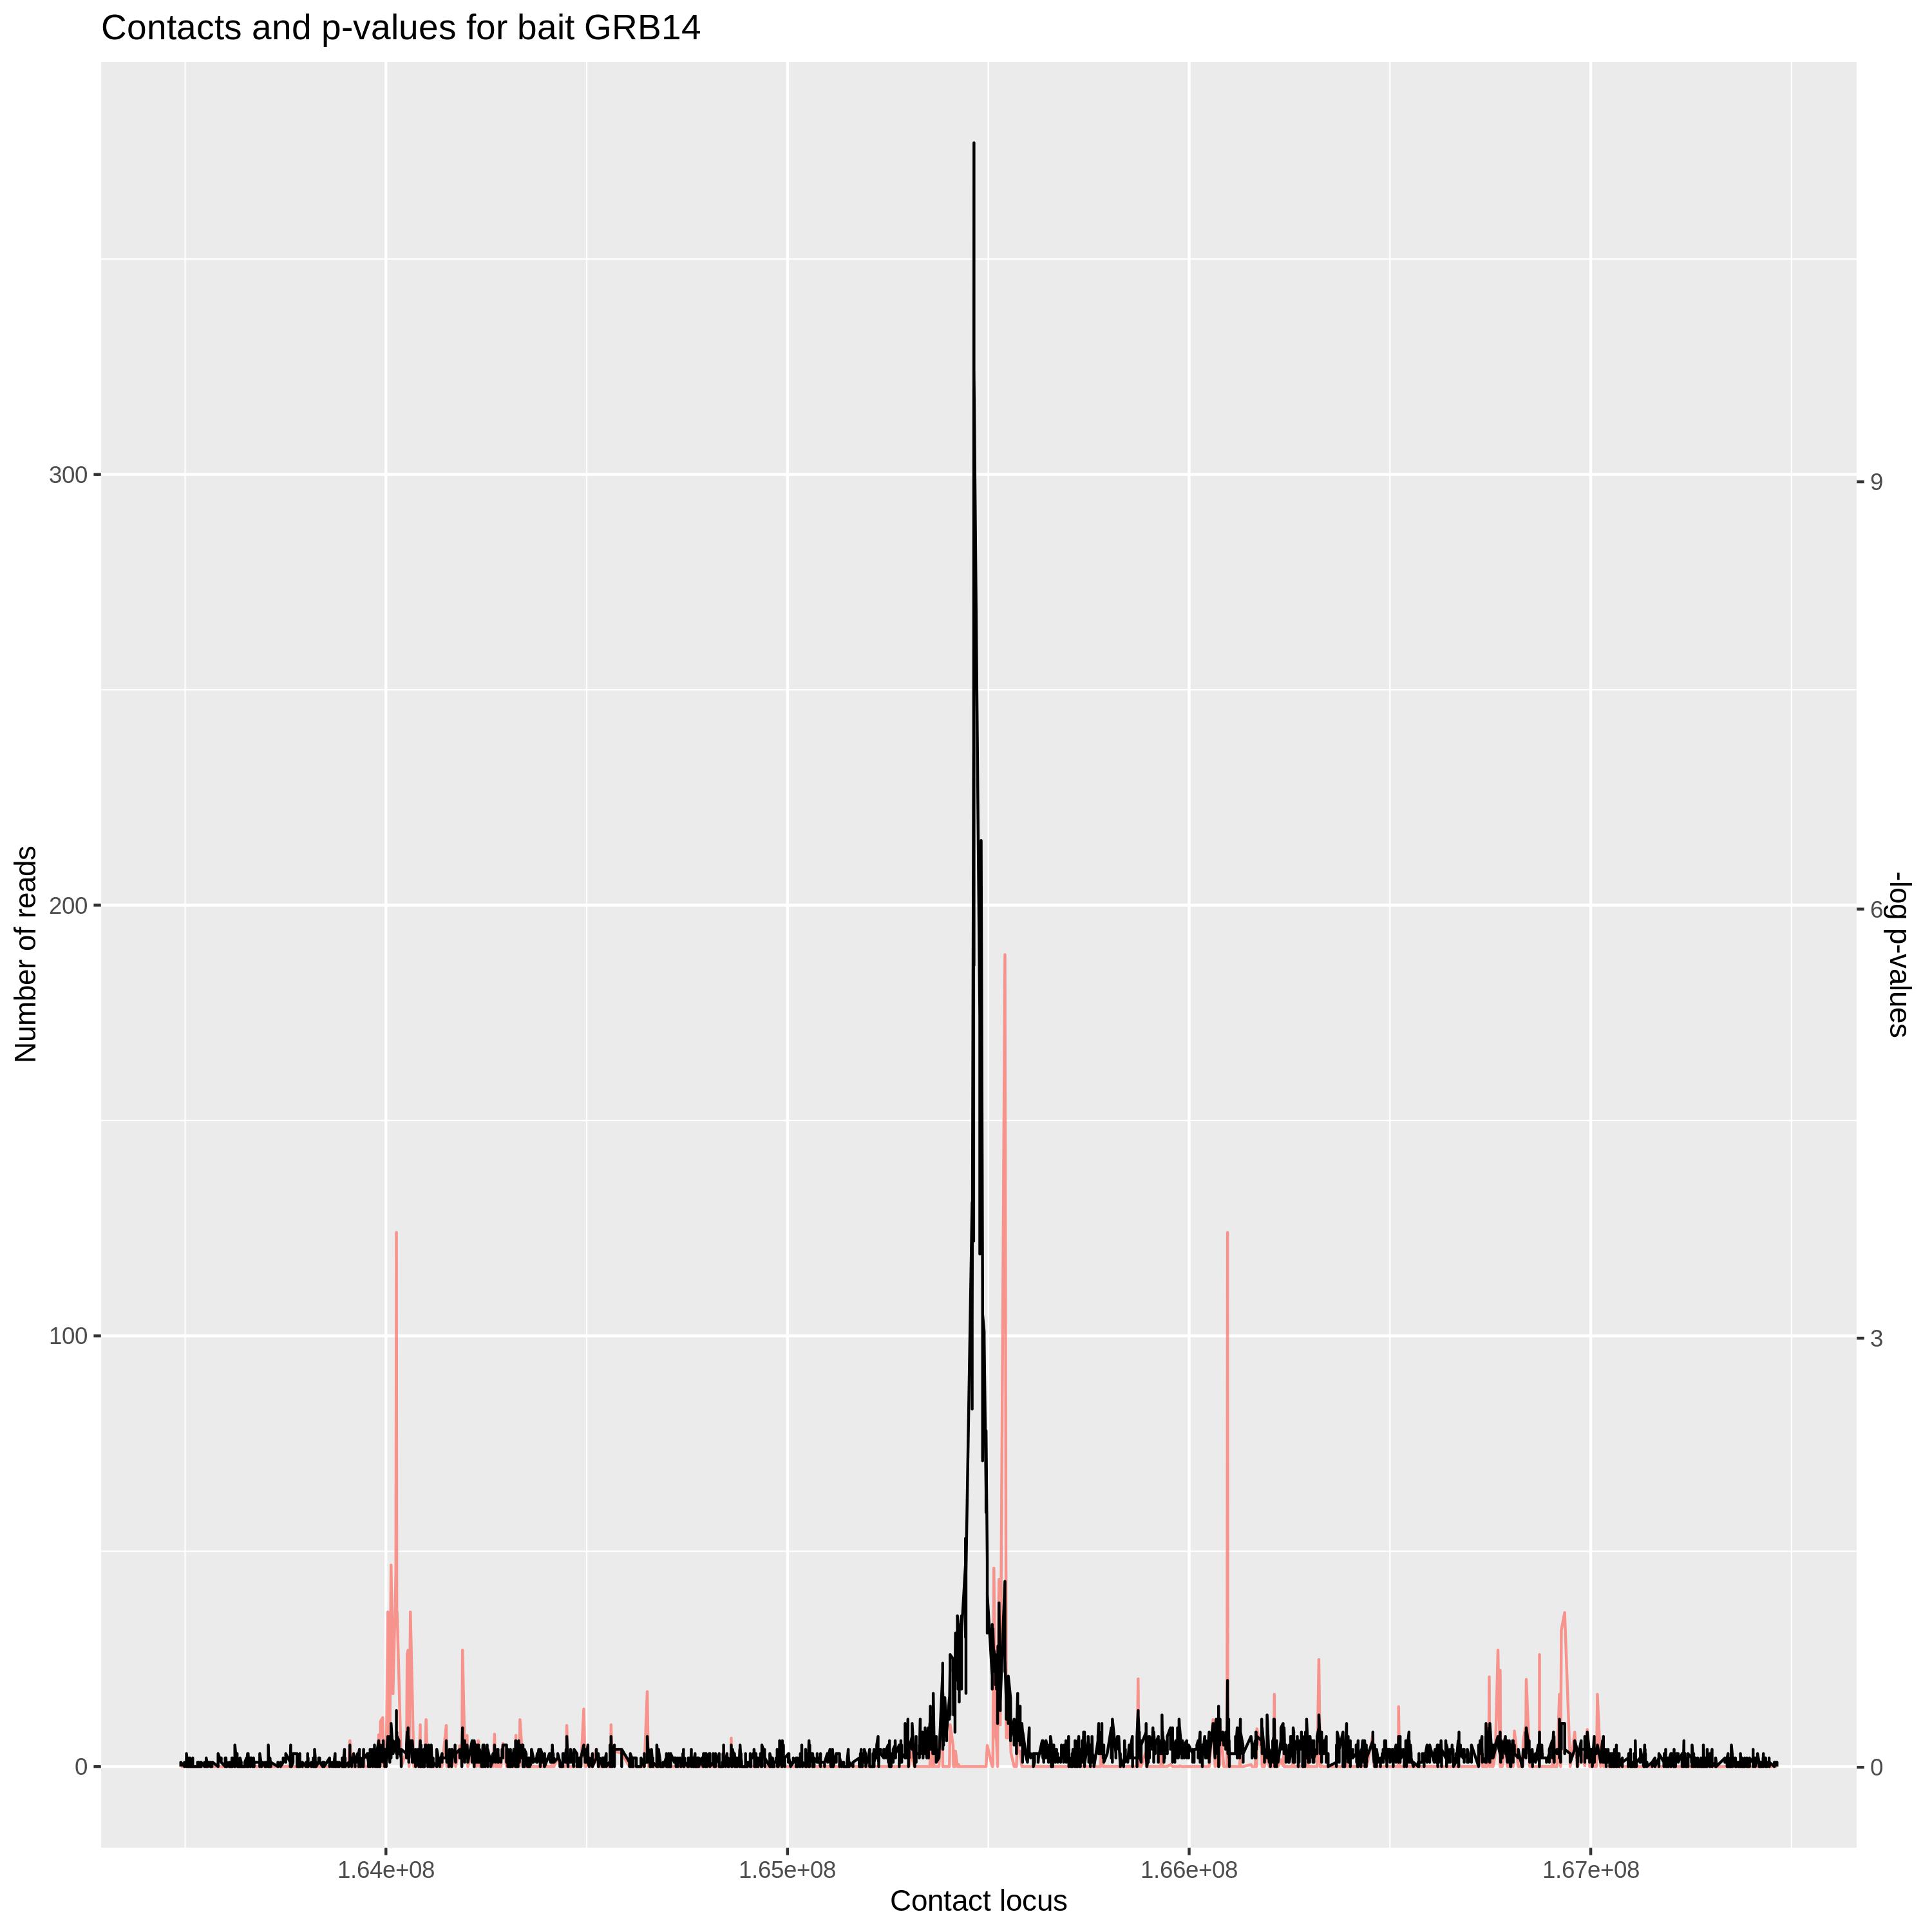 Contacts and p-values for bait GRB14
Number of reads
300
200
100
0
9
6
3
0
-log p-values
1.64e+08
1.65e+08
1.66e+08
1.67e+08
Contact locus